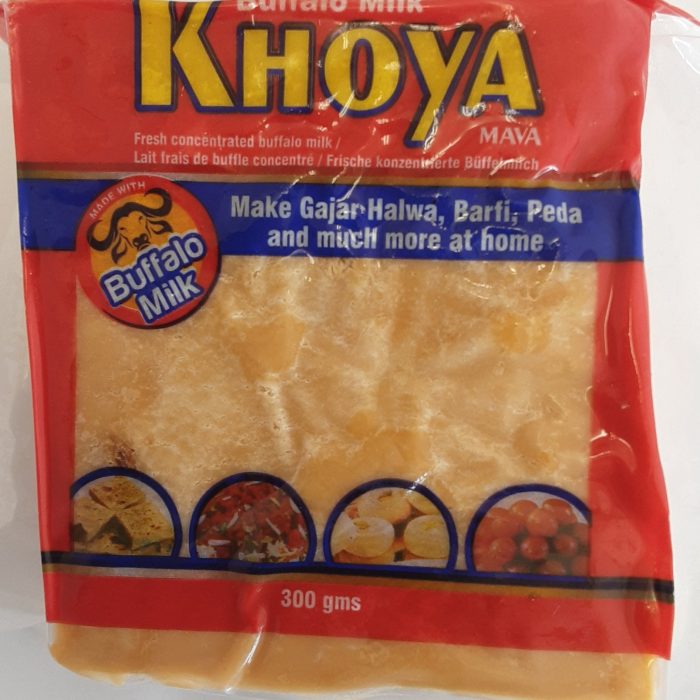 Buffalo Milk
KHOYA
MAVA
Fresh concentrated buffalo milk /
Lait frais de buffle concentré / Frische konzentrierte Büffelmilch
MADE WITH
Buffalo
Milk
Make Gajar Halwa, Barfi, Peda
and much more at home
300 gms